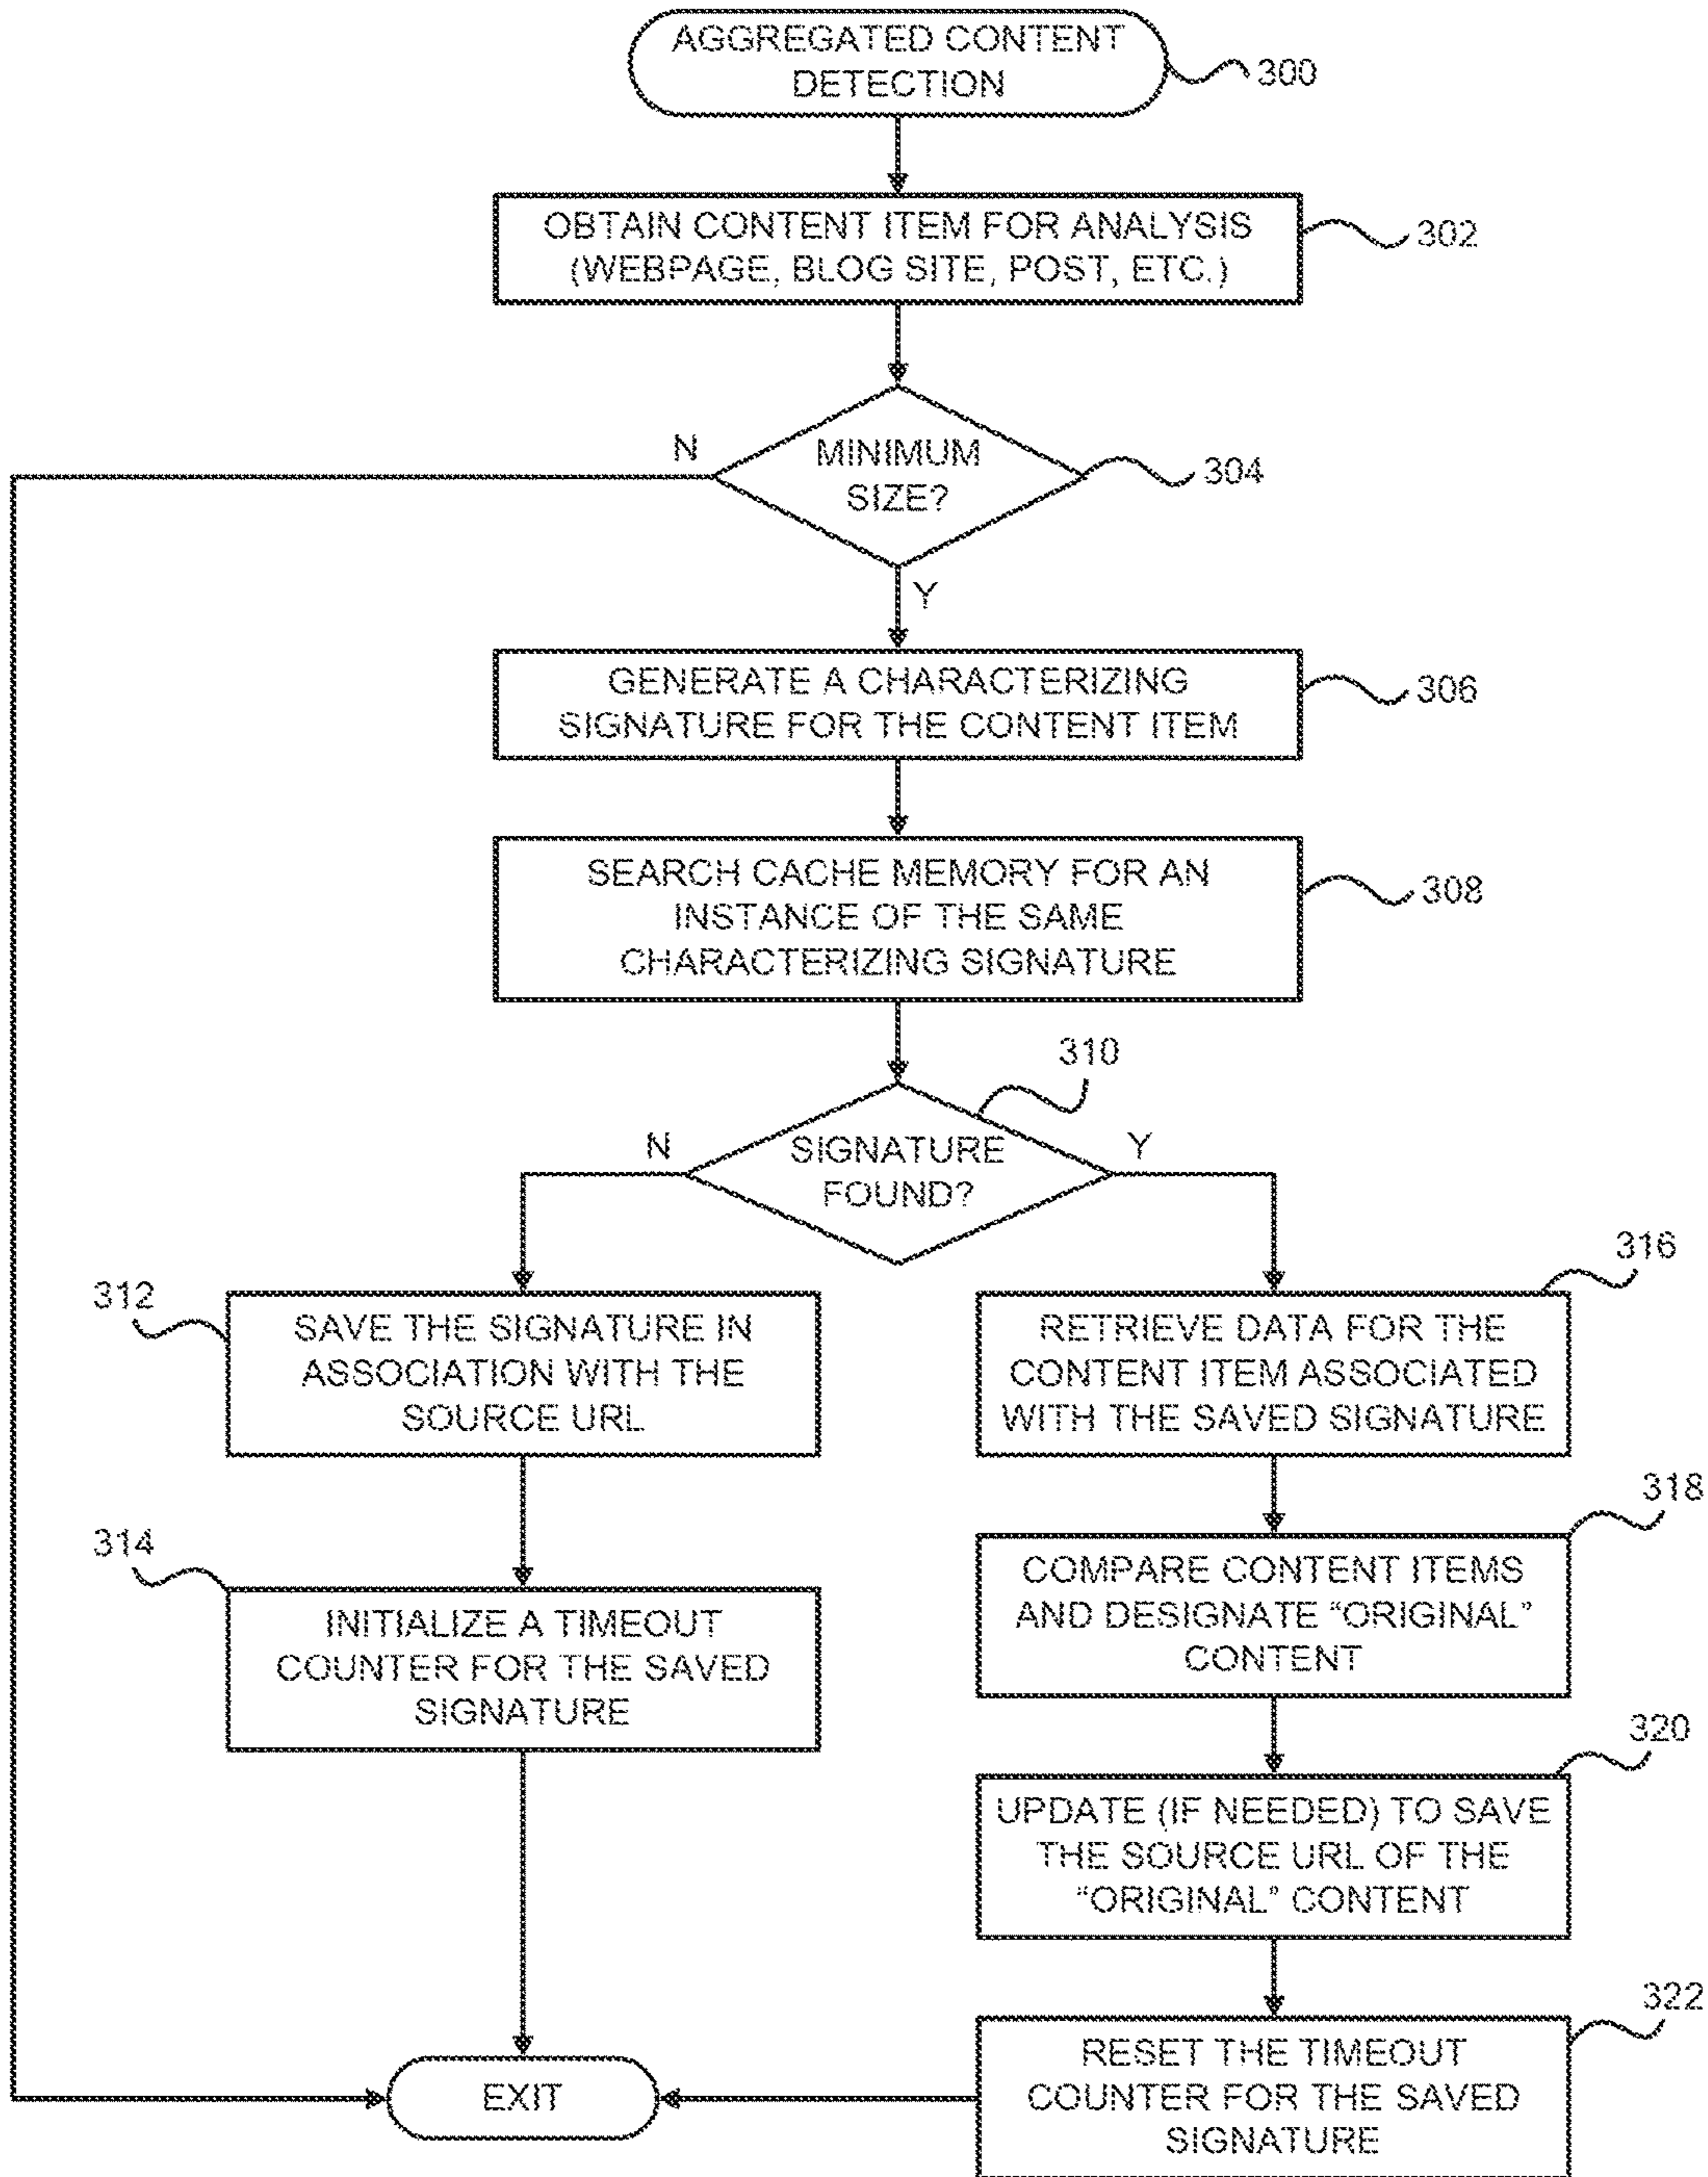 AGGREGATED CONTENT
DETECTION
300
OBTAIN CONTENT ITEM FOR ANALYSIS
(WEBPAGE, BLOG SITE, POST, ETC.)
302
N
MINIMUM
SIZE?
304
Y
GENERATE A CHARACTERIZING
SIGNATURE FOR THE CONTENT ITEM
306
SEARCH CACHE MEMORY FOR AN
INSTANCE OF THE SAME
CHARACTERIZING SIGNATURE
308
310
N
SIGNATURE
FOUND?
Y
312
SAVE THE SIGNATURE IN
ASSOCIATION WITH THE
SOURCE URL
314
INITIALIZE A TIMEOUT
COUNTER FOR THE SAVED
SIGNATURE
316
RETRIEVE DATA FOR THE
CONTENT ITEM ASSOCIATED
WITH THE SAVED SIGNATURE
318
COMPARE CONTENT ITEMS
AND DESIGNATE “ORIGINAL”
CONTENT
320
UPDATE (IF NEEDED) TO SAVE
THE SOURCE URL OF THE
“ORIGINAL” CONTENT
322
RESET THE TIMEOUT
COUNTER FOR THE SAVED
SIGNATURE
EXIT